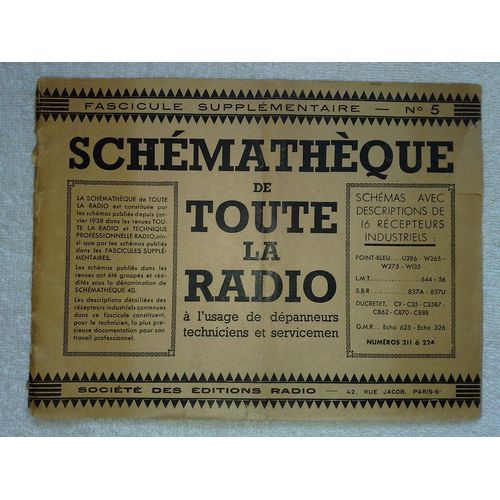 FASCICULE SUPPLÉMENTAIRE — N° 5
SCHÉMATHÈQUE
DE
TOUTE
LA
RADIO
à l'usage de dépanneurs
techniciens et servicemen
LA SCHÉMATHÈQUE de TOUTE
LA RADIO est constituée par
les schémas publiés depuis jan-
vier 1938 dans les revues TOU-
TE LA RADIO et TECHNIQUE
PROFESSIONNELLE RADIO, ain-
si que par les schémas publiés
dans les FASCICULES SUPPLÉ-
MENTAIRES.
Les schémas publiés dans les
revues ont été groupés et réé-
dités sous la dénomination de
SCHÉMATHÈQUE 40.
Les descriptions détaillées des
récepteurs industriels contenues
dans ce fascicule constituent,
pour le technicien, la plus pré-
cieuse documentation pour son
travail professionnel.
SCHÉMAS AVEC
DESCRIPTIONS DE
16 RÉCEPTEURS
INDUSTRIELS :
POINT-BLEU.... U286 - W265 -
W275 - W135
L.M.T. 644 - 56
S.B.R. 837A - 837U
DUCRETET. C9 - C35 - C2587 -
C862 - C870 - C888
G.M.R. Echo 625 - Echo 326
NUMÉROS 211 à 224
SOCIÉTÉ DES ÉDITIONS RADIO — 42, RUE JACOB, PARIS-6e